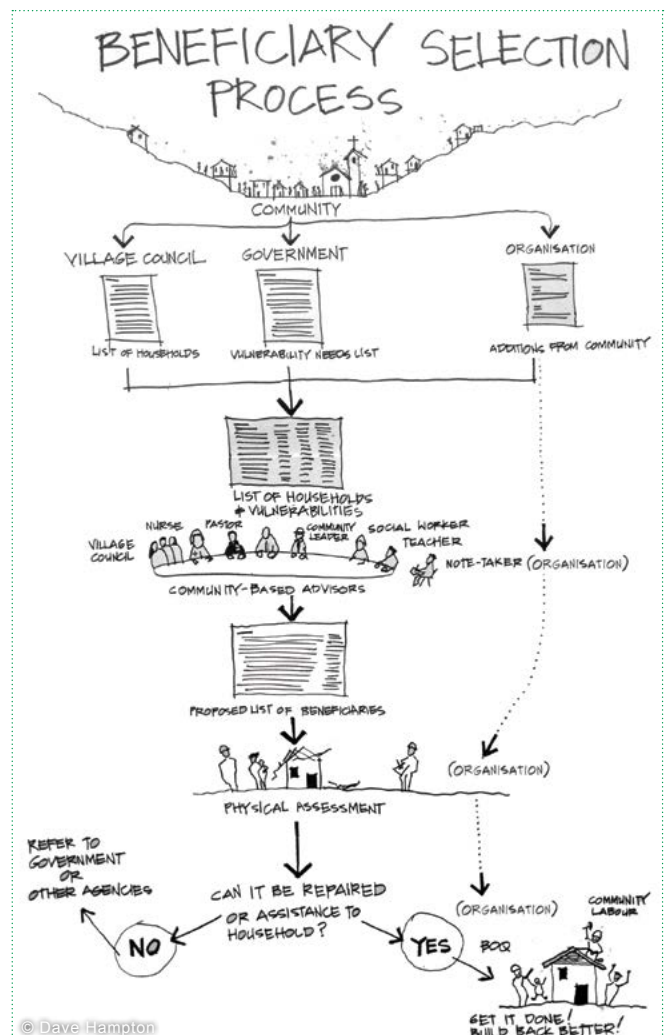 BENEFICIARY SELECTION
PROCESS
COMMUNITY
VILLAGE COUNCIL
GOVERNMENT
ORGANISATION
LIST OF HOUSEHOLDS
VULNERABILITY NEEDS LIST
ADDITIONS FROM COMMUNITY
LIST OF HOUSEHOLDS
+ VULNERABILITIES
VILLAGE
COUNCIL
NURSE
PASTOR
COMMUNITY
LEADER
SOCIAL WORKER
TEACHER
NOTE-TAKER (ORGANISATION)
COMMUNITY-BASED ADVISORS
PROPOSED LIST OF BENEFICIARIES
(ORGANISATION)
PHYSICAL ASSESSMENT
REFER TO
GOVERNMENT
OR
OTHER AGENCIES
CAN IT BE REPAIRED
OR ASSISTANCE TO
HOUSEHOLD?
NO
YES
(ORGANISATION)
BOQ
COMMUNITY
LABOUR
GET IT DONE!
BUILD BACK BETTER!
© Dave Hampton